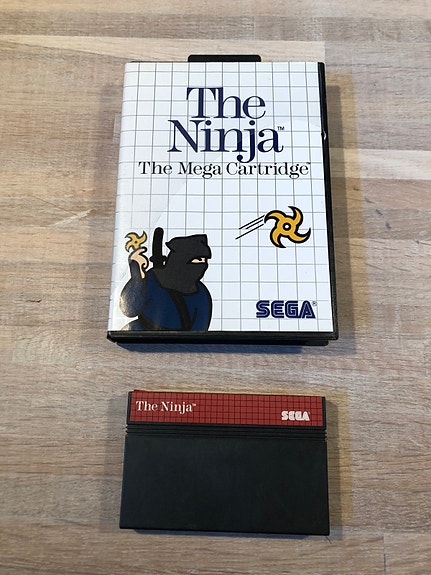 The
Ninja™
The Mega Cartridge™
SEGA®
The Ninja™
SEGA